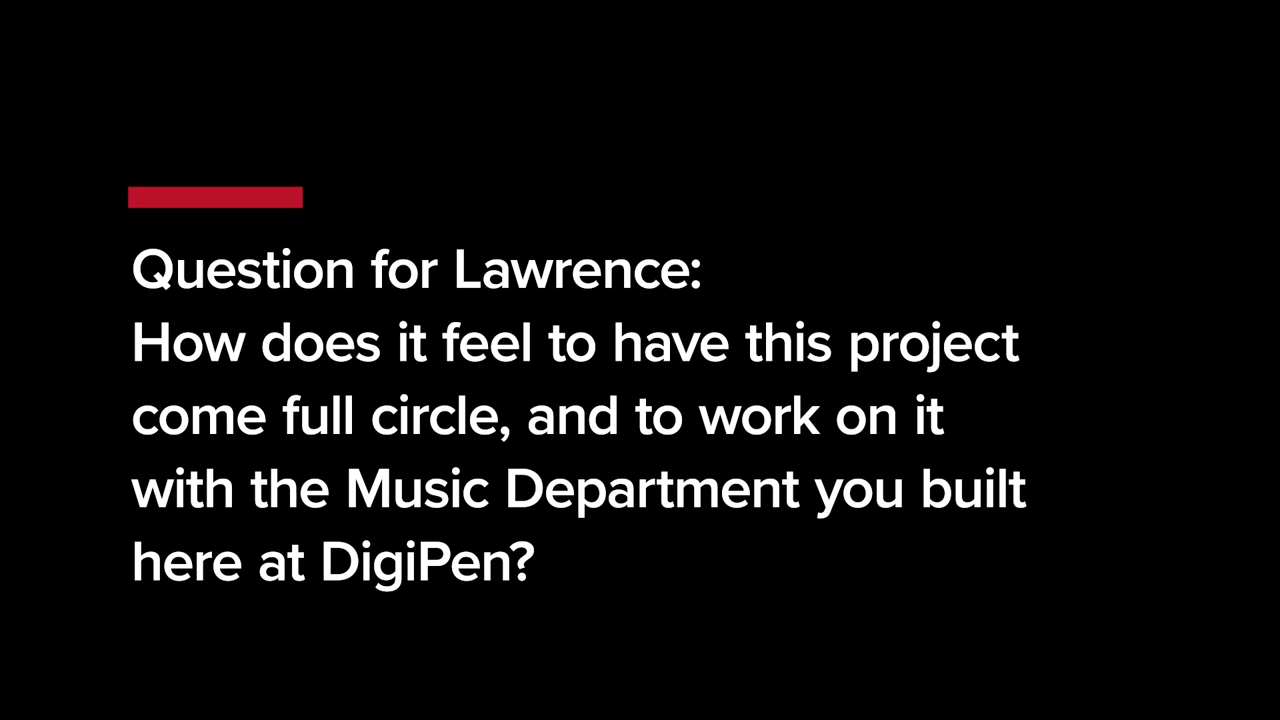 Question for Lawrence:
How does it feel to have this project
come full circle, and to work on it
with the Music Department you built
here at DigiPen?